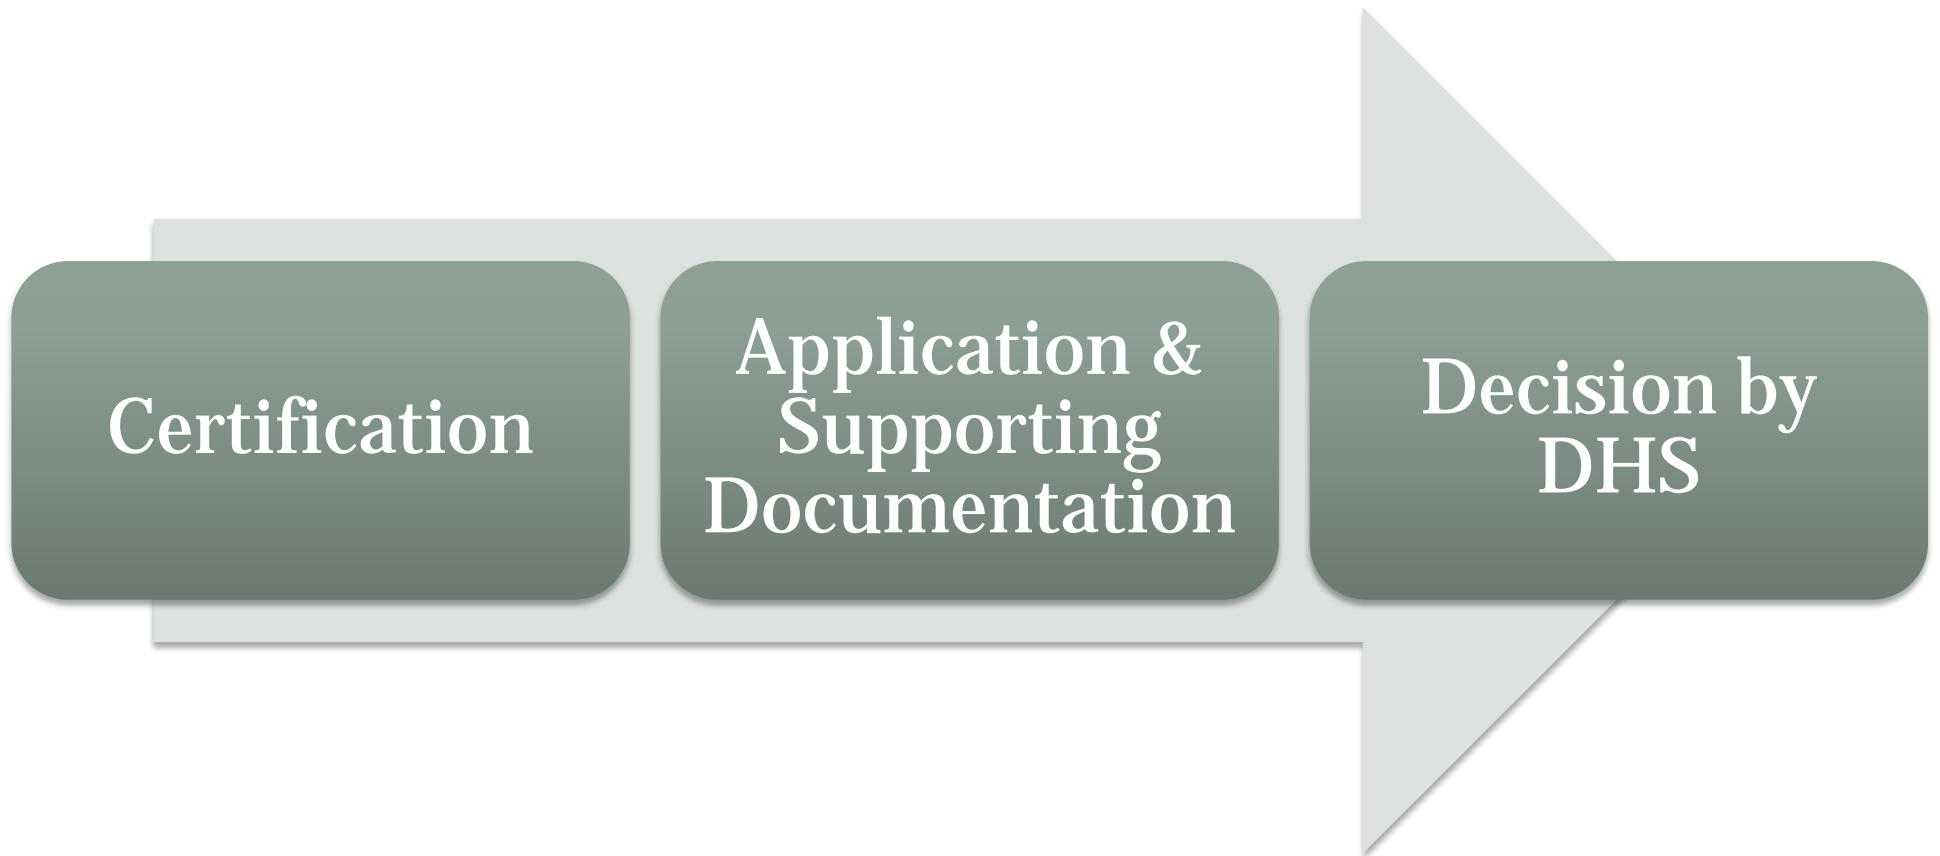 Certification
Application &
Supporting
Documentation
Decision by
DHS